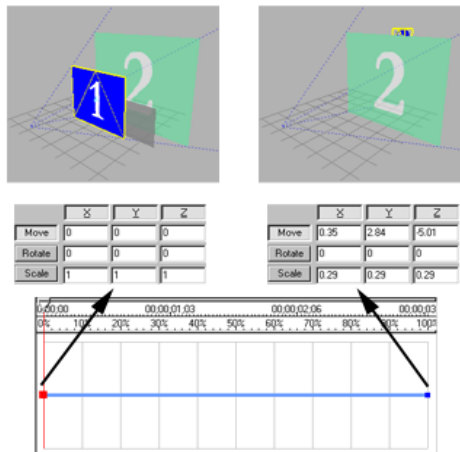 2
1
2
1
X Y Z
Move 0 0 0
Rotate 0 0 0
Scale 1 1 1
X Y Z
Move 0.35 2.84 -5.01
Rotate 0 0 0
Scale 0.29 0.29 0.29
0;00;00 00;00;01;03 00;00;02;06 00;00;03
0% 10% 20% 30% 40% 50% 60% 70% 80% 90% 100%